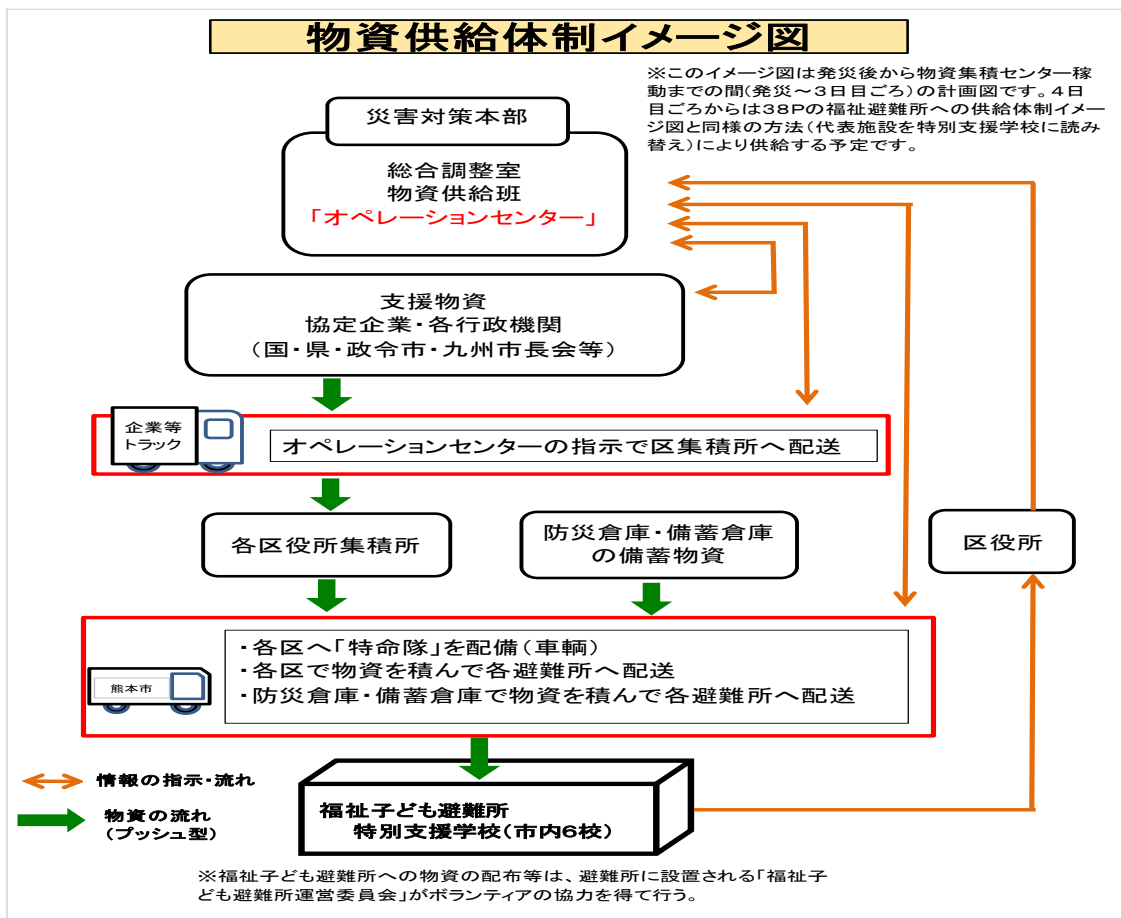 物資供給体制イメージ図
※このイメージ図は発災後から物資集積センター稼
動までの間(発災～3日目ごろ)の計画図です。４日
目ごろからは３８Pの福祉避難所への供給体制イメー
ジ図と同様の方法(代表施設を特別支援学校に読み
替え)により供給する予定です。
災害対策本部
総合調整室
物資供給班
「オペレーションセンター」
支援物資
協定企業・各行政機関
(国・県・政令市・九州市長会等)
企業等
トラック
オペレーションセンターの指示で区集積所へ配送
各区役所集積所
防災倉庫・備蓄倉庫
の備蓄物資
区役所
・各区へ「特命隊」を配備(車輌)
・各区で物資を積んで各避難所へ配送
・防災倉庫・備蓄倉庫で物資を積んで各避難所へ配送
熊本市
情報の指示・流れ
物資の流れ
(プッシュ型)
福祉子ども避難所
特別支援学校(市内６校)
※福祉子ども避難所への物資の配布等は、避難所に設置される「福祉子
ども避難所運営委員会」がボランティアの協力を得て行う。